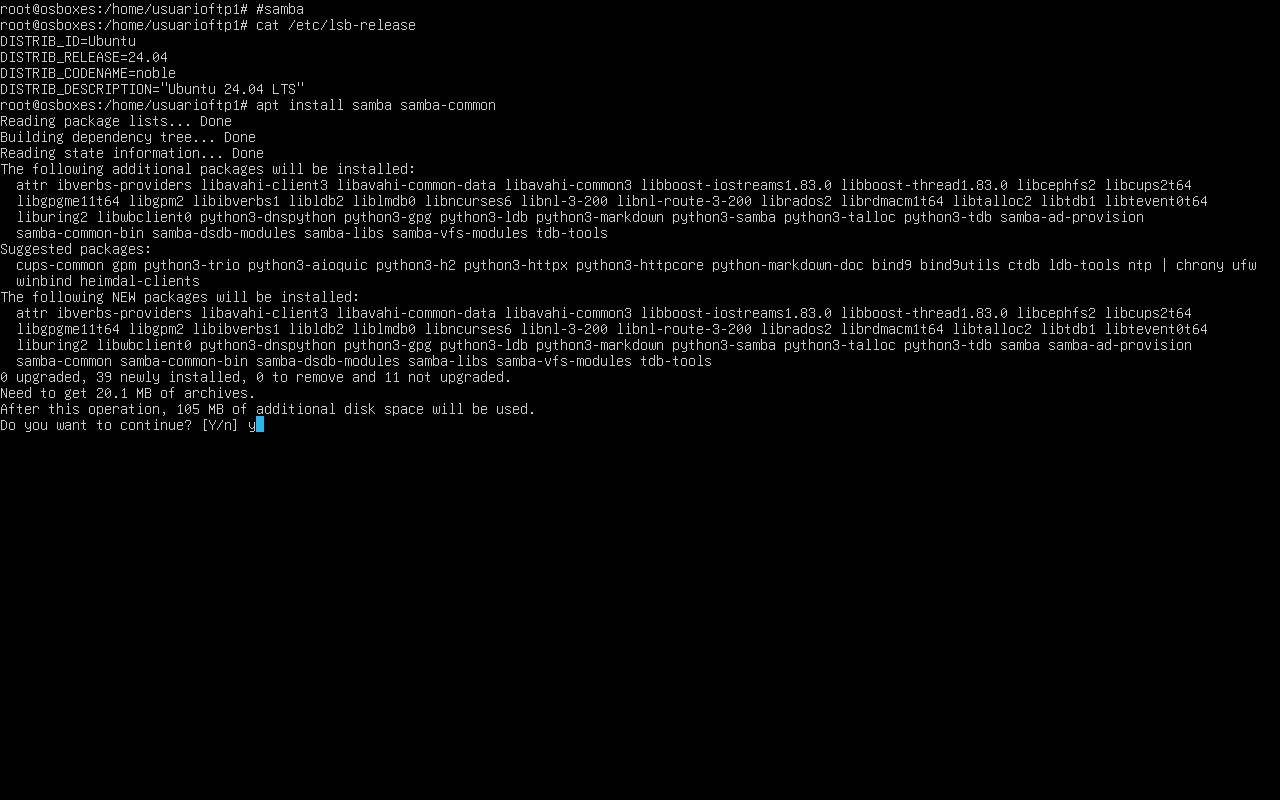 root@osboxes:/home/usuarioftp1# #samba
root@osboxes:/home/usuarioftp1# cat /etc/lsb-release
DISTRIB_ID=Ubuntu
DISTRIB_RELEASE=24.04
DISTRIB_CODENAME=noble
DISTRIB_DESCRIPTION="Ubuntu 24.04 LTS"
root@osboxes:/home/usuarioftp1# apt install samba samba-common
Reading package lists... Done
Building dependency tree... Done
Reading state information... Done
The following additional packages will be installed:
  attr ibverbs-providers libavahi-client3 libavahi-common-data libavahi-common3 libboost-iostreams1.83.0 libboost-thread1.83.0 libcephfs2 libcups2t64
  libgpgme11t64 libgpm2 libibverbs1 libldb2 liblmdb0 libncurses6 libnl-3-200 libnl-route-3-200 librados2 librdmacm1t64 libtalloc2 libtdb1 libtevent0t64
  liburing2 libwbclient0 python3-dnspython python3-gpg python3-ldb python3-markdown python3-samba python3-talloc python3-tdb samba-ad-provision
  samba-common-bin samba-dsdb-modules samba-libs samba-vfs-modules tdb-tools
Suggested packages:
  cups-common gpm python3-trio python3-aioquic python3-h2 python3-httpx python3-httpcore python-markdown-doc bind9 bind9utils ctdb ldb-tools ntp | chrony ufw
  winbind heimdal-clients
The following NEW packages will be installed:
  attr ibverbs-providers libavahi-client3 libavahi-common-data libavahi-common3 libboost-iostreams1.83.0 libboost-thread1.83.0 libcephfs2 libcups2t64
  libgpgme11t64 libgpm2 libibverbs1 libldb2 liblmdb0 libncurses6 libnl-3-200 libnl-route-3-200 librados2 librdmacm1t64 libtalloc2 libtdb1 libtevent0t64
  liburing2 libwbclient0 python3-dnspython python3-gpg python3-ldb python3-markdown python3-samba python3-talloc python3-tdb samba samba-ad-provision
  samba-common samba-common-bin samba-dsdb-modules samba-libs samba-vfs-modules tdb-tools
0 upgraded, 39 newly installed, 0 to remove and 11 not upgraded.
Need to get 20.1 MB of archives.
After this operation, 105 MB of additional disk space will be used.
Do you want to continue? [Y/n] y